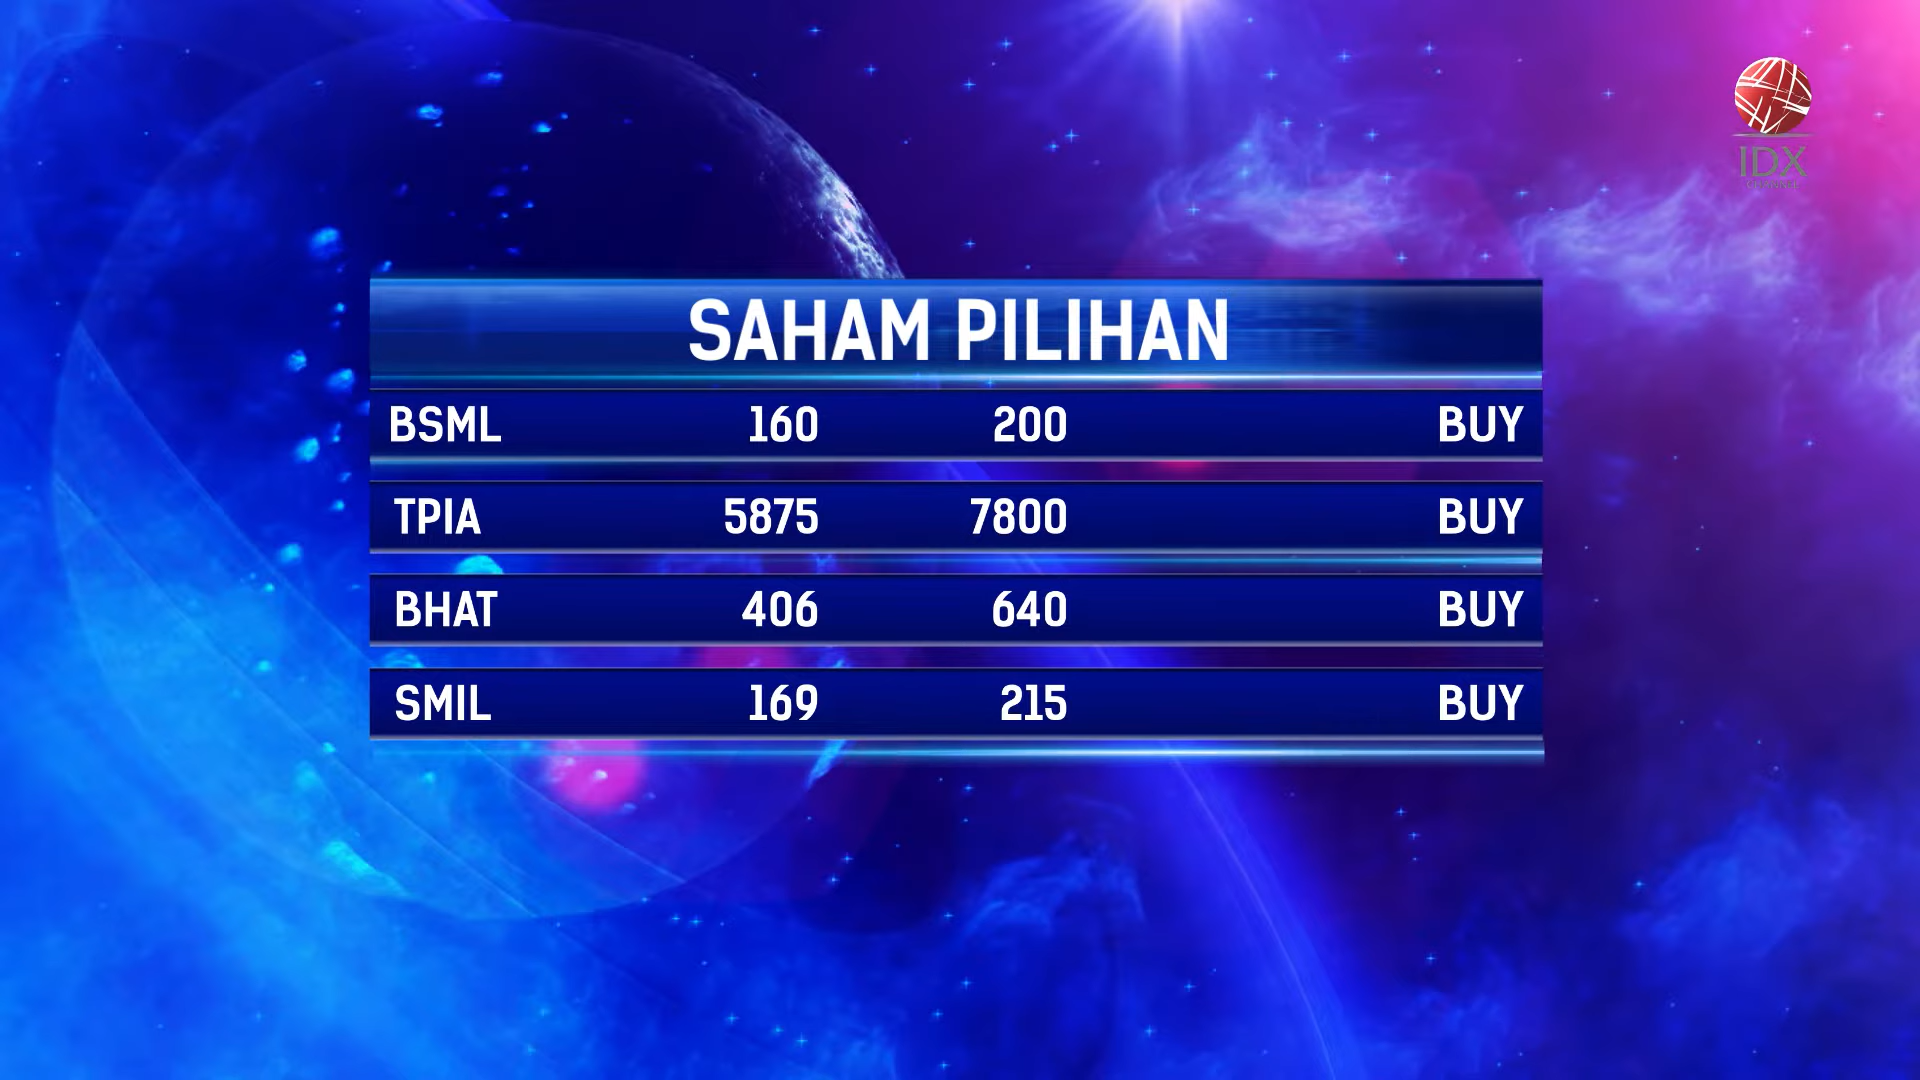 IDX
CHANNEL
SAHAM PILIHAN
BSML 160 200 BUY
TPIA 5875 7800 BUY
BHAT 406 640 BUY
SMIL 169 215 BUY